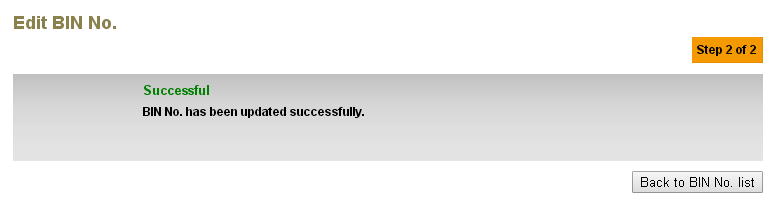 Edit BIN No.
Step 2 of 2
Successful
BIN No. has been updated successfully.
Back to BIN No. list